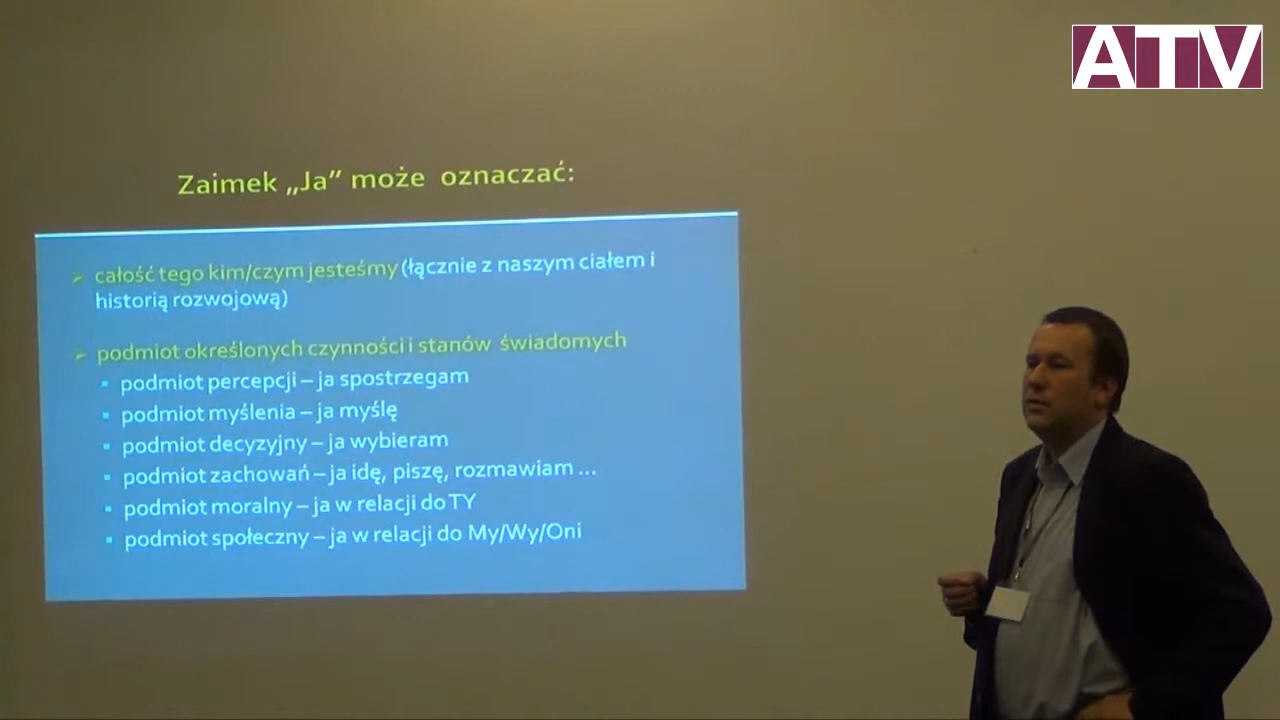 ATV
Zaimek „Ja” może oznaczać:
całość tego kim/czym jesteśmy (łącznie z naszym ciałem i
historią rozwojową)
podmiot określonych czynności i stanów świadomych
podmiot percepcji – ja spostrzegam
podmiot myślenia – ja myślę
podmiot decyzyjny – ja wybieram
podmiot zachowań – ja idę, piszę, rozmawiam ...
podmiot moralny – ja w relacji do TY
podmiot społeczny – ja w relacji do My/Wy/Oni